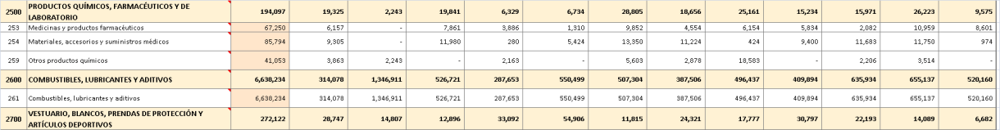 2500 PRODUCTOS QUÍMICOS, FARMACÉUTICOS Y DE LABORATORIO 194,097 19,325 2,243 19,841 6,329 6,734 28,805 18,656 25,161 15,234 15,971 26,223 9,575
253 Medicinas y productos farmacéuticos 67,250 6,157 - 7,861 3,886 1,310 9,852 4,554 6,154 5,834 2,082 10,959 8,601
254 Materiales, accesorios y suministros médicos 85,794 9,305 - 11,980 280 5,424 13,350 11,224 424 9,400 11,683 11,750 974
259 Otros productos químicos 41,053 3,863 2,243 - 2,163 - 5,603 2,878 18,583 - 2,206 3,514 -
2600 COMBUSTIBLES, LUBRICANTES Y ADITIVOS 6,638,234 314,078 1,346,911 526,721 287,653 550,499 507,304 387,506 496,437 409,894 635,934 655,137 520,160
261 Combustibles, lubricantes y aditivos 6,638,234 314,078 1,346,911 526,721 287,653 550,499 507,304 387,506 496,437 409,894 635,934 655,137 520,160
2700 VESTUARIO, BLANCOS, PRENDAS DE PROTECCIÓN Y ARTÍCULOS DEPORTIVOS 272,122 28,747 14,807 12,896 33,092 54,906 11,815 24,321 17,777 30,797 22,193 14,089 6,682